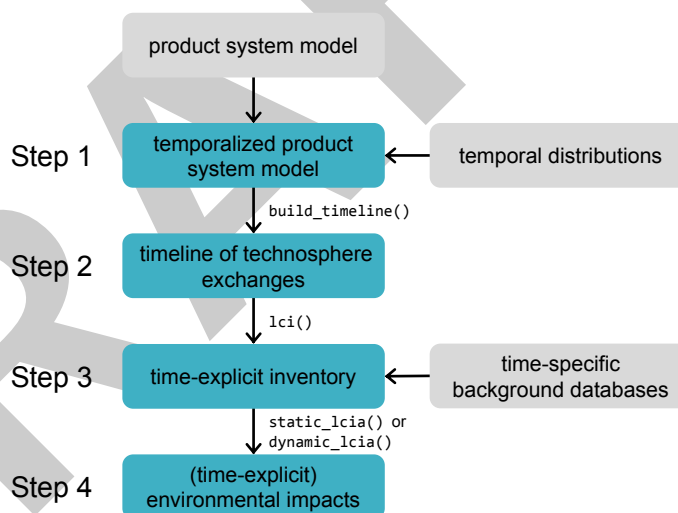 product system model
Step 1
temporalized product
system model
temporal distributions
build_timeline()
Step 2
timeline of technosphere
exchanges
lci()
Step 3
time-explicit inventory
time-specific
background databases
static_lcia() or
dynamic_lcia()
Step 4
(time-explicit)
environmental impacts